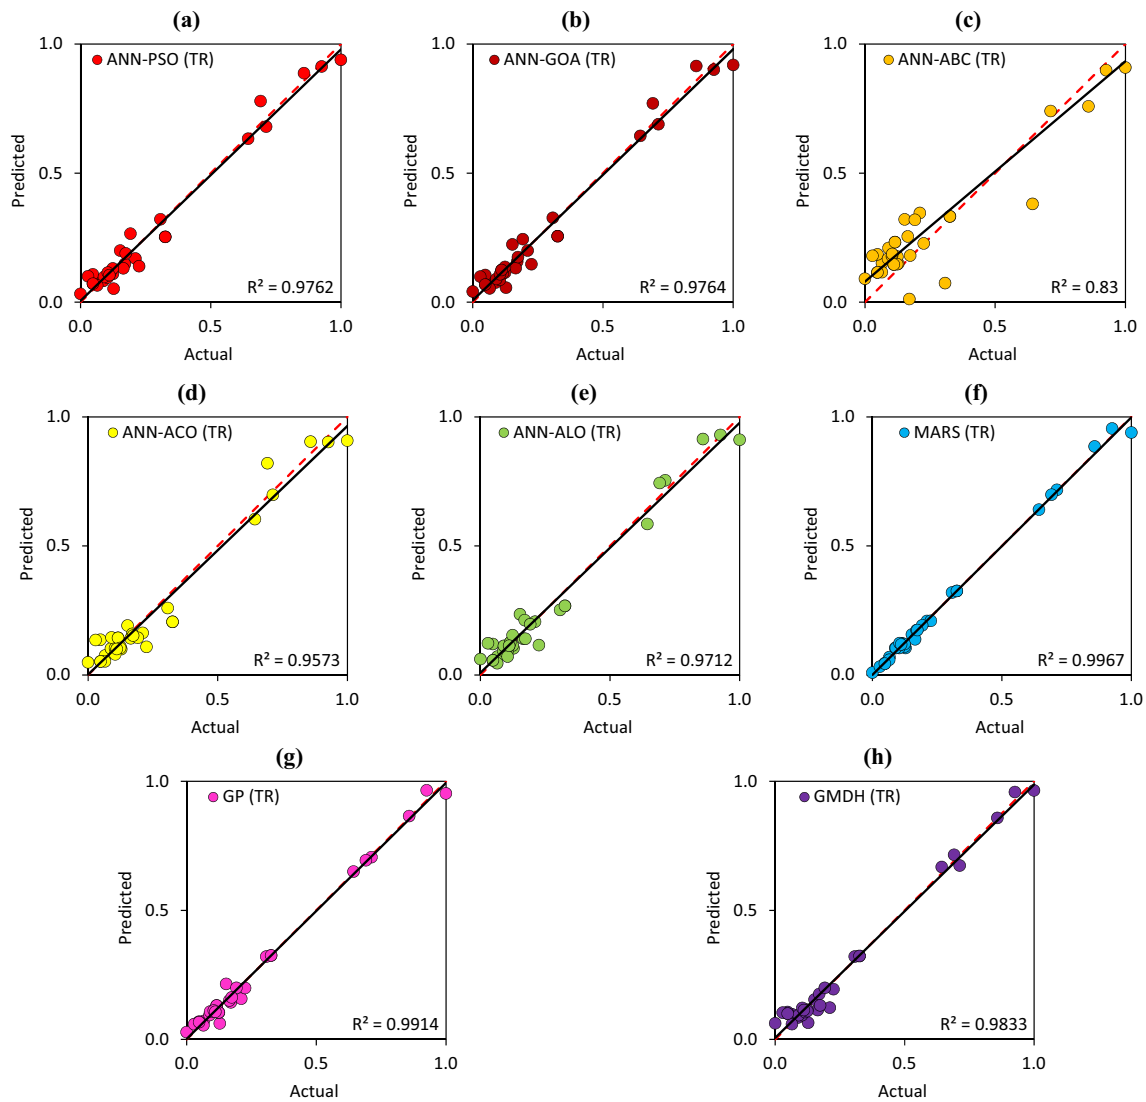 (a)
1.0
ANN-PSO (TR)
Predicted
0.5
R² = 0.9762
0.0
0.0 0.5 1.0
Actual
(b)
1.0
ANN-GOA (TR)
Predicted
0.5
R² = 0.9764
0.0
0.0 0.5 1.0
Actual
(c)
1.0
ANN-ABC (TR)
Predicted
0.5
R² = 0.83
0.0
0.0 0.5 1.0
Actual
(d)
1.0
ANN-ACO (TR)
Predicted
0.5
R² = 0.9573
0.0
0.0 0.5 1.0
Actual
(e)
1.0
ANN-ALO (TR)
Predicted
0.5
R² = 0.9712
0.0
0.0 0.5 1.0
Actual
(f)
1.0
MARS (TR)
Predicted
0.5
R² = 0.9967
0.0
0.0 0.5 1.0
Actual
(g)
1.0
GP (TR)
Predicted
0.5
R² = 0.9914
0.0
0.0 0.5 1.0
Actual
(h)
1.0
GMDH (TR)
Predicted
0.5
R² = 0.9833
0.0
0.0 0.5 1.0
Actual